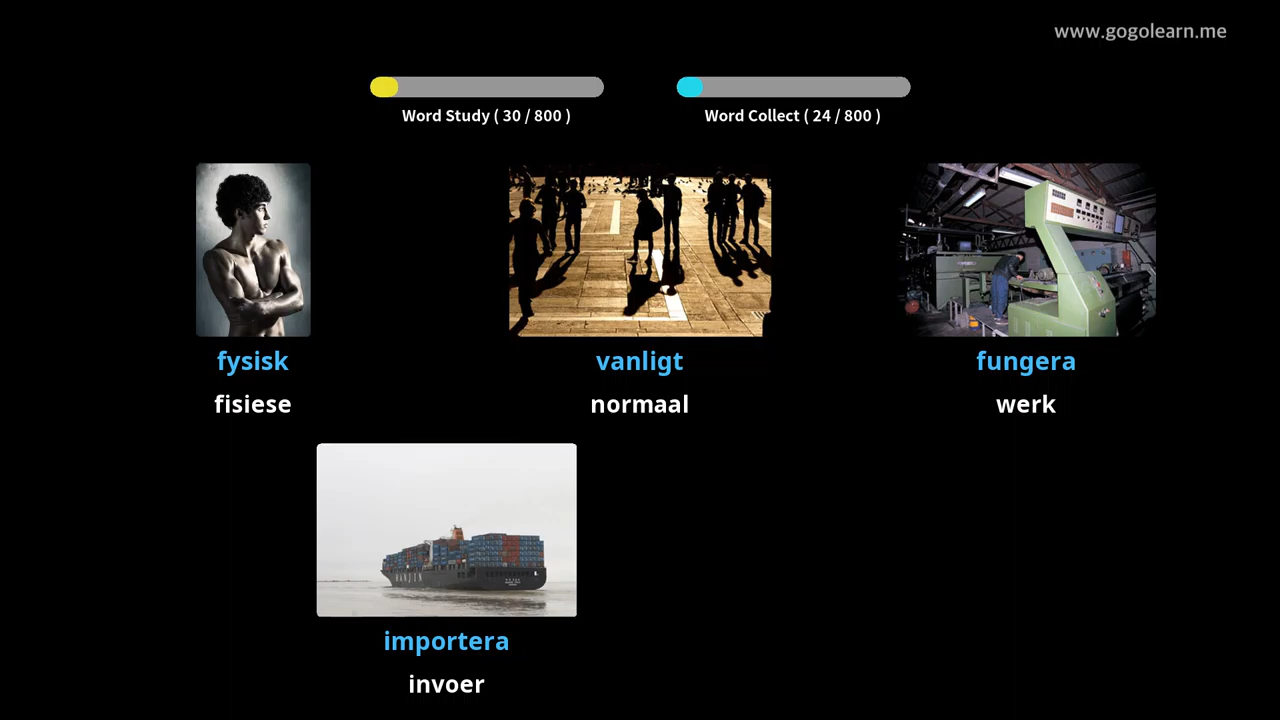 www.gogolearn.me
Word Study ( 30 / 800 )
Word Collect ( 24 / 800 )
fysisk
vanligt
fungera
fisiese
normaal
werk
HANJIN
importera
invoer